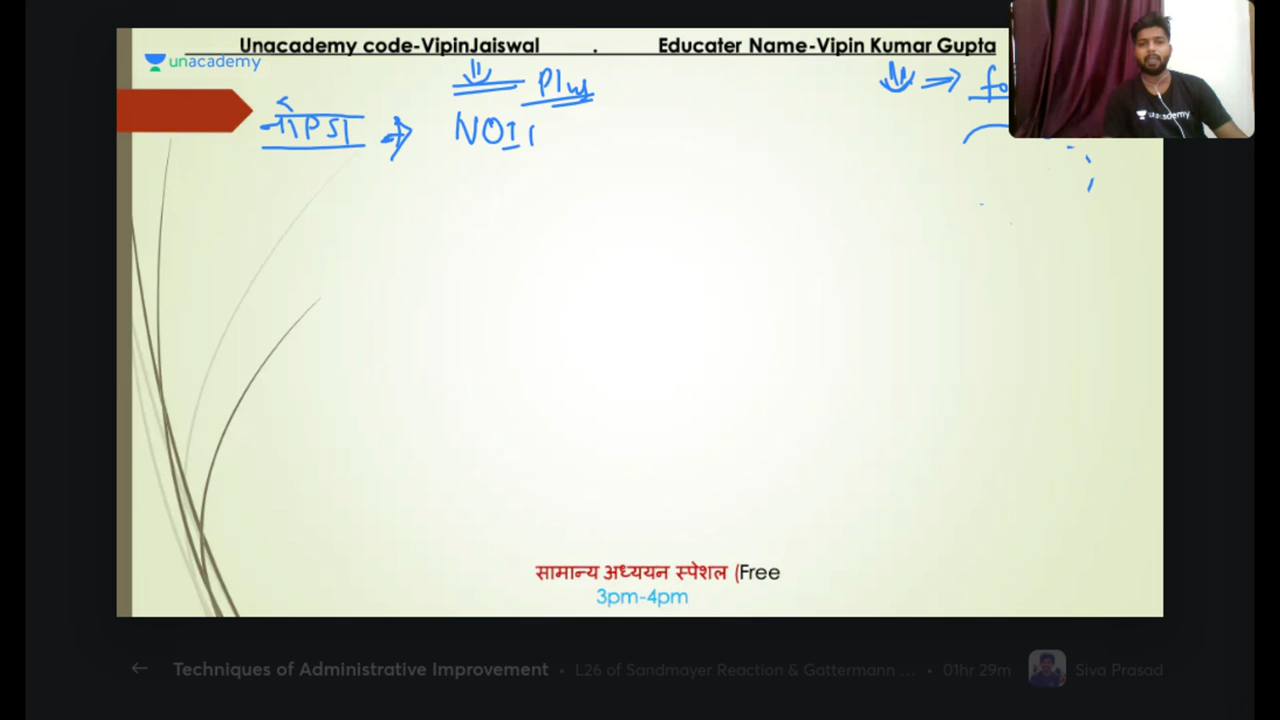 Unacademy code-VipinJaiswal . Educater Name-Vipin Kumar Gupta
unacademy
Plus
unacademy
सामान्य अध्ययन स्पेशल (Free
3pm-4pm
← Techniques of Administrative Improvement • L26 of Sandmayer Reaction & Gattermann ... • 01hr 29m Siva Prasad